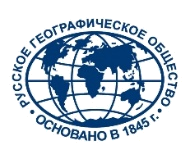 РУССКОЕ ГЕОГРАФИЧЕСКОЕ ОБЩЕСТВО
• ОСНОВАНО В 1845 г. •